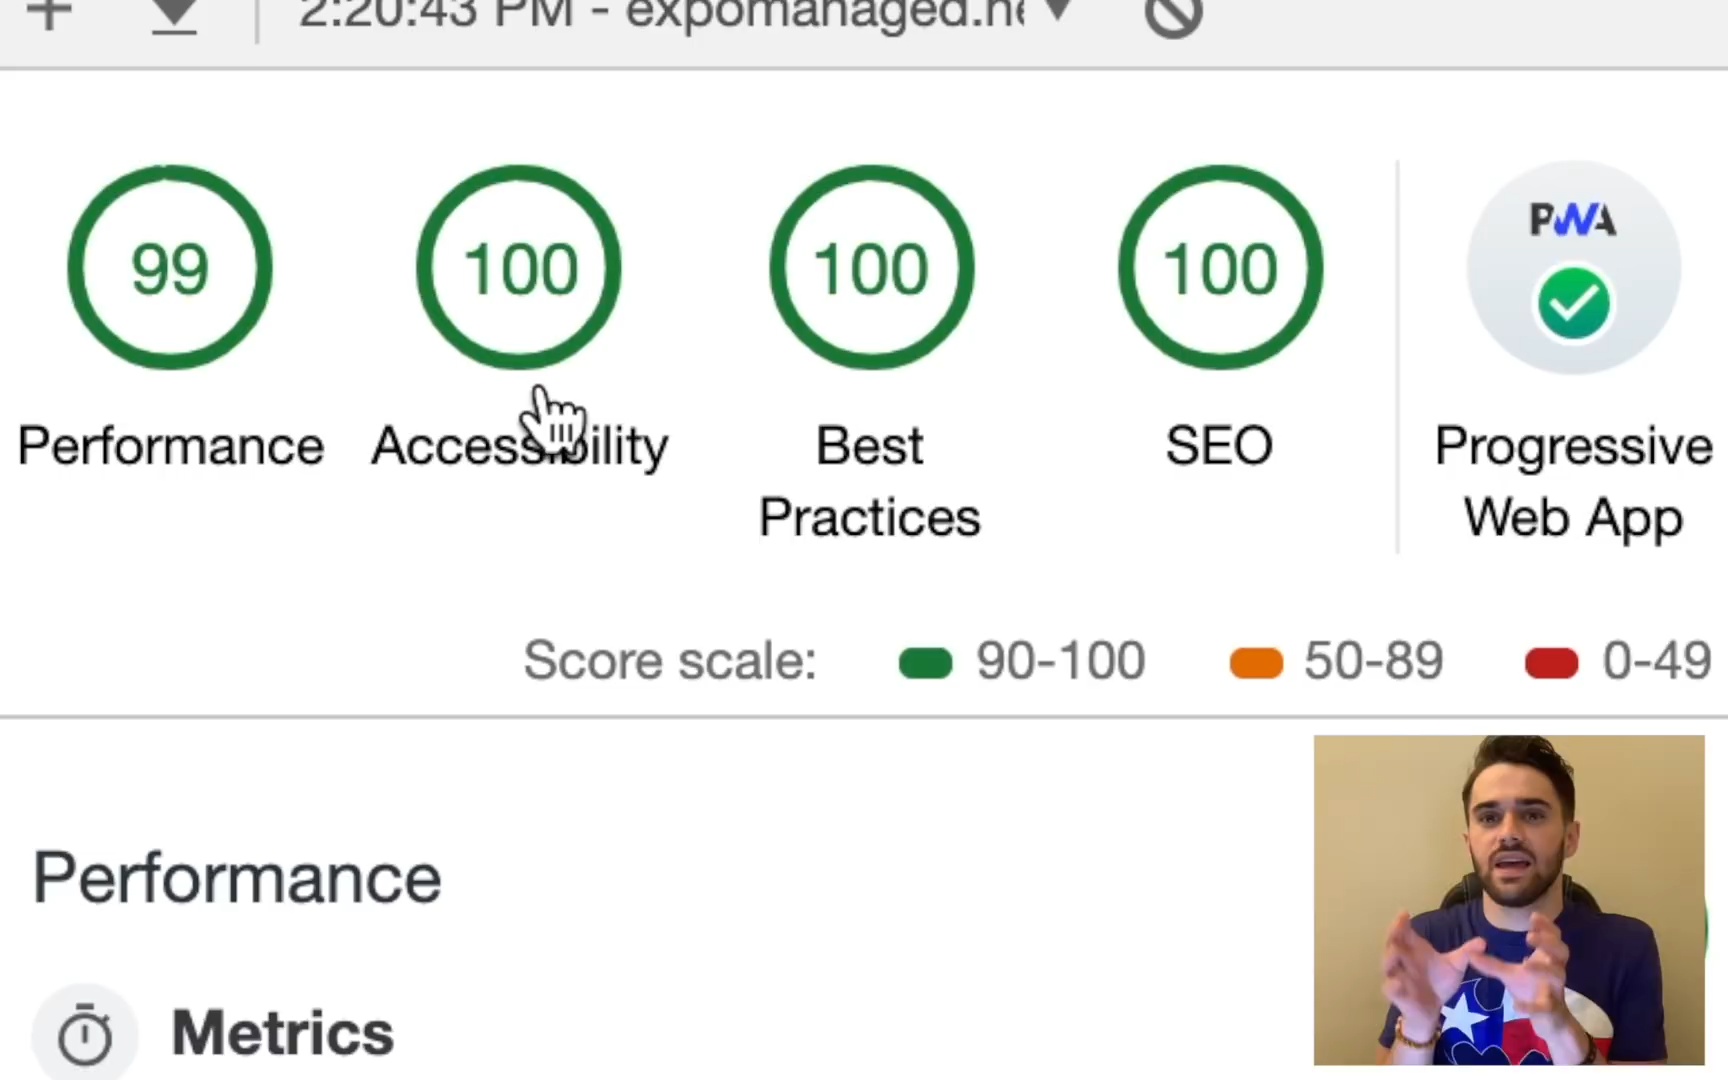 2:20:43 PM - expomanaged.ne
99
100
100
100
PWA
Performance
Accessibility
Best
Practices
SEO
Progressive
Web App
Score scale:
90-100
50-89
0-49
Performance
Metrics